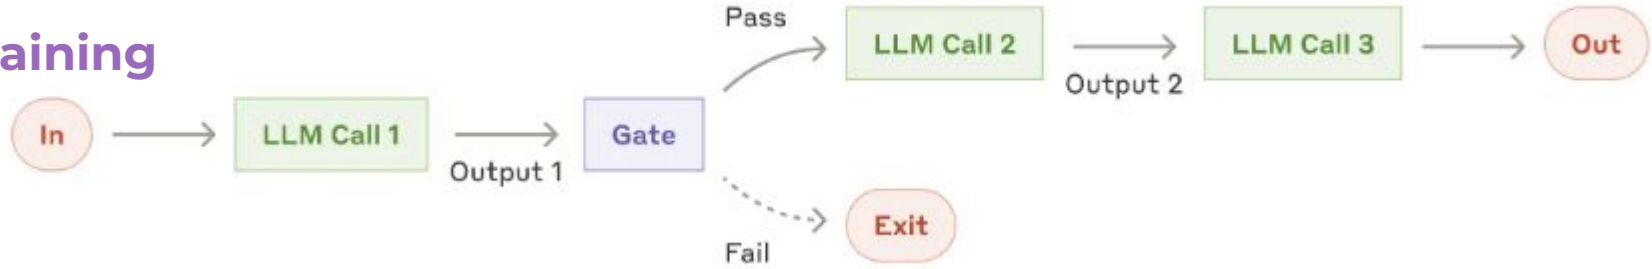 aining
Pass
LLM Call 2
Output 2
LLM Call 3
Out
In
LLM Call 1
Output 1
Gate
Fail
Exit